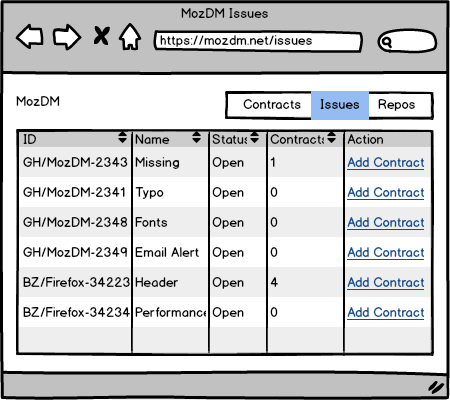 MozDM Issues
https://mozdm.net/issues
MozDM
Contracts Issues Repos
ID Name Status Contracts Action
GH/MozDM-2343 Missing Open 1 Add Contract
GH/MozDM-2341 Typo Open 0 Add Contract
GH/MozDM-2348 Fonts Open 0 Add Contract
GH/MozDM-2349 Email Alert Open 0 Add Contract
BZ/Firefox-34223 Header Open 4 Add Contract
BZ/Firefox-34234 Performance Open 0 Add Contract